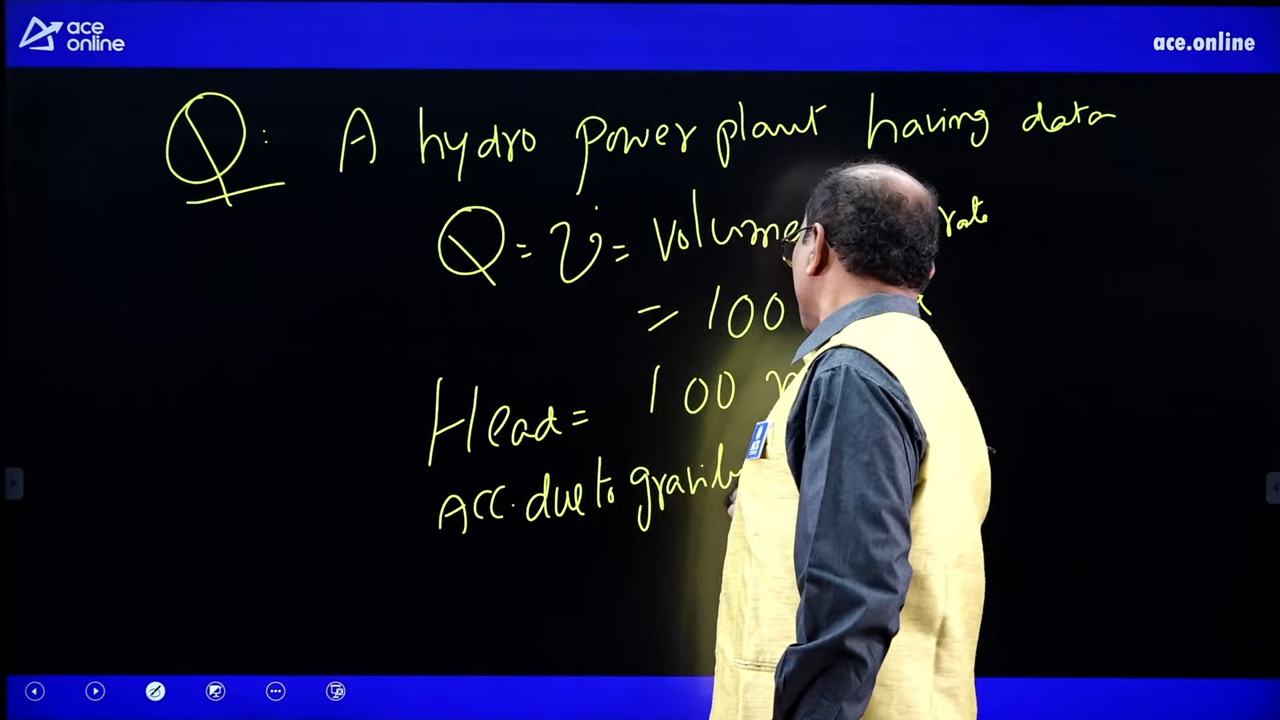 ace
online
ace.online
Q: A hydro power plant having data
Q = V̇ = volume rate
= 100
Head = 100
Acc. due to